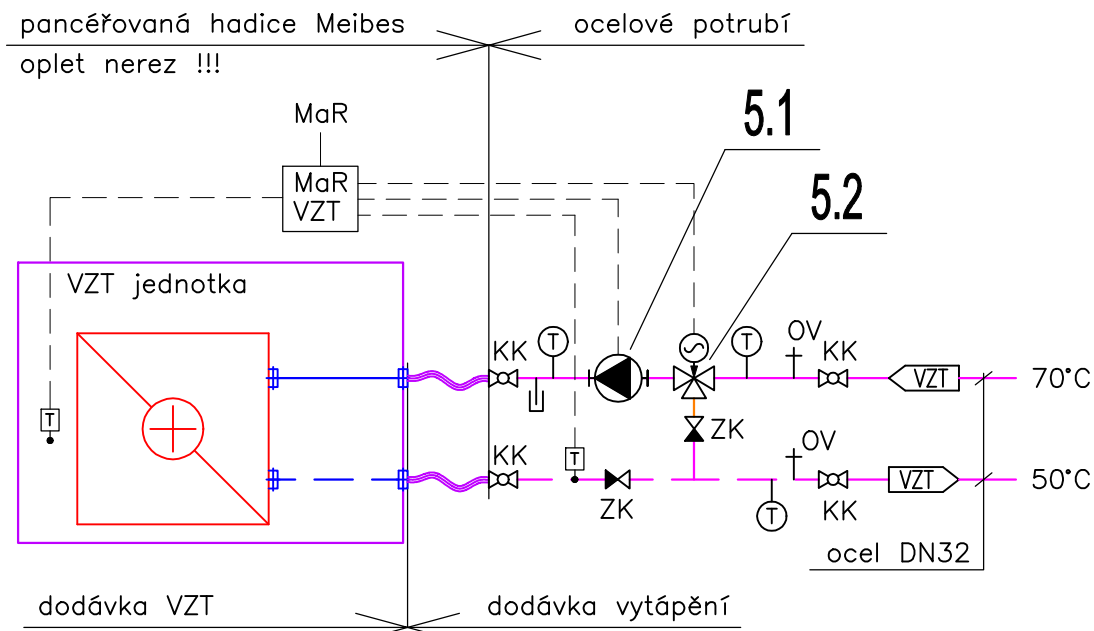 pancéřovaná hadice Meibes
ocelové potrubí
oplet nerez !!!
MaR
5.1
MaR
VZT
5.2
VZT jednotka
KK
T
T
OV
KK
VZT
70°C
T
ZK
KK
T
OV
VZT
50°C
ZK
T
KK
ocel DN32
dodávka VZT
dodávka vytápění